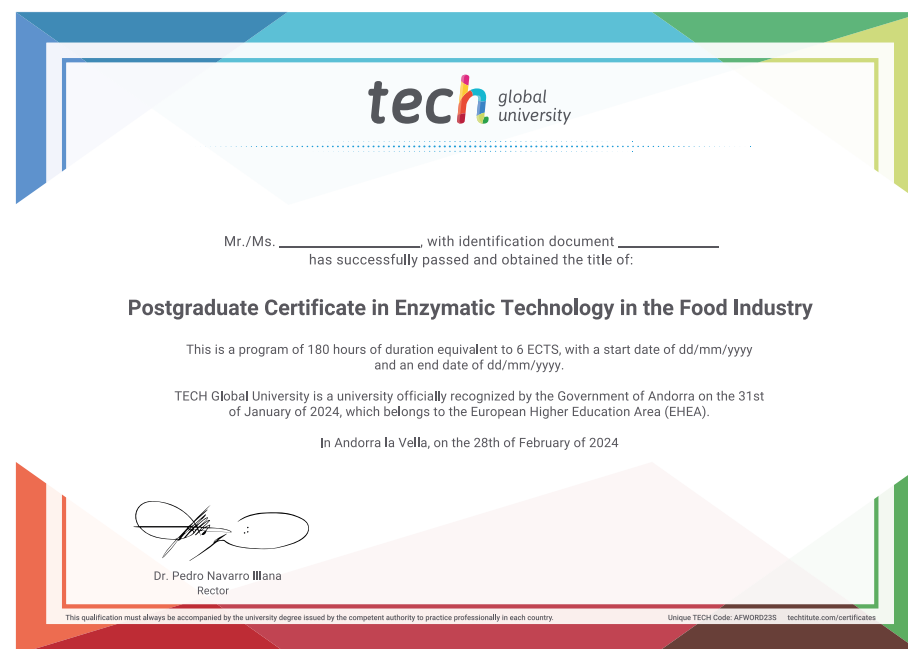 tech global university
Mr./Ms. ____________________, with identification document ______________
has successfully passed and obtained the title of:
Postgraduate Certificate in Enzymatic Technology in the Food Industry
This is a program of 180 hours of duration equivalent to 6 ECTS, with a start date of dd/mm/yyyy
and an end date of dd/mm/yyyy.
TECH Global University is a university officially recognized by the Government of Andorra on the 31st
of January of 2024, which belongs to the European Higher Education Area (EHEA).
In Andorra la Vella, on the 28th of February of 2024
Dr. Pedro Navarro Illana
Rector
This qualification must always be accompanied by the university degree issued by the competent authority to practice professionally in each country.
Unique TECH Code: AFWORD23S techtitute.com/certificates